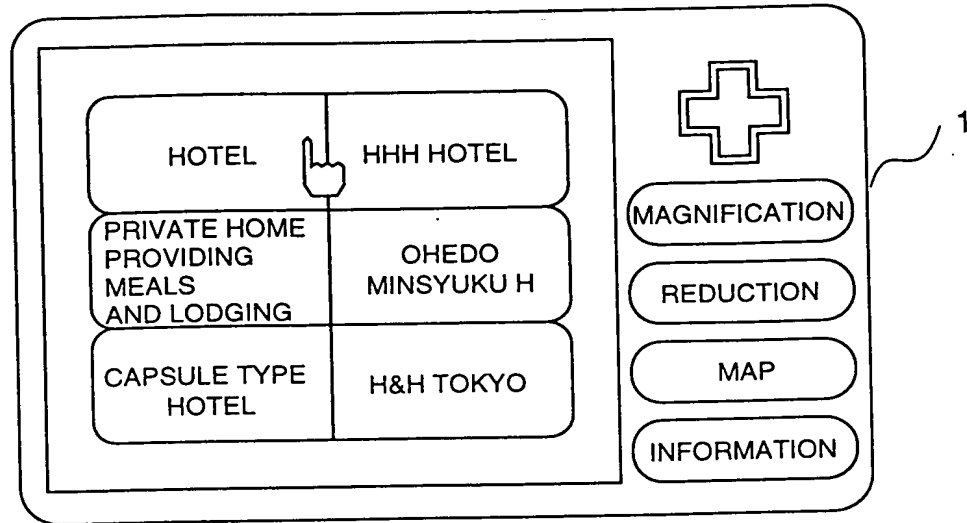 HOTEL
HHH HOTEL
PRIVATE HOME
PROVIDING
MEALS
AND LODGING
OHEDO
MINSYUKU H
CAPSULE TYPE
HOTEL
H&H TOKYO
MAGNIFICATION
REDUCTION
MAP
INFORMATION
1